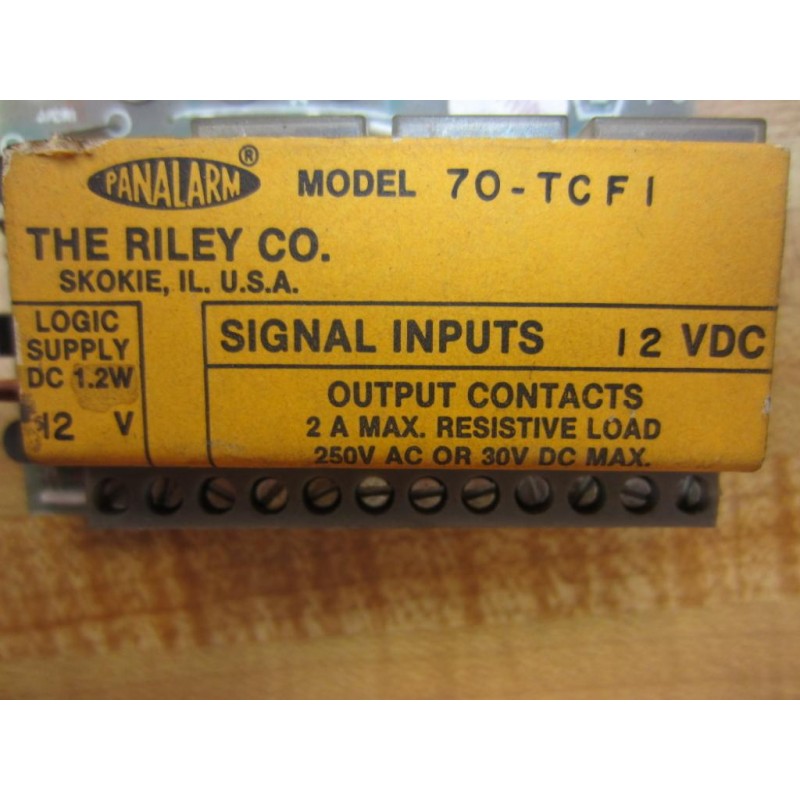 PANALARM ®
MODEL 70-TCF1
THE RILEY CO.
SKOKIE, IL. U.S.A.
LOGIC
SUPPLY
DC 1.2W
12 V
SIGNAL INPUTS 12 VDC
OUTPUT CONTACTS
2 A MAX. RESISTIVE LOAD
250V AC OR 30V DC MAX.